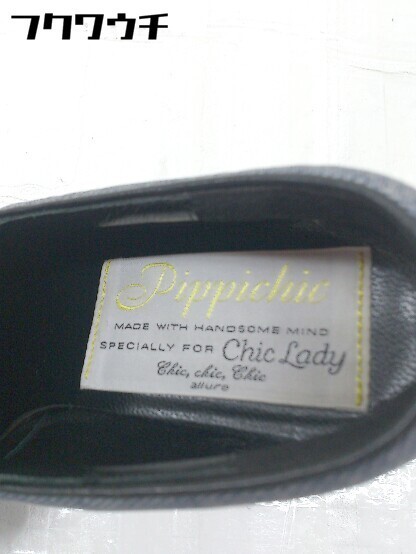 フクワウチ
Pippichic
MADE WITH HANDSOME MIND
SPECIALLY FOR Chic Lady
Chic, chic, Chic
allure